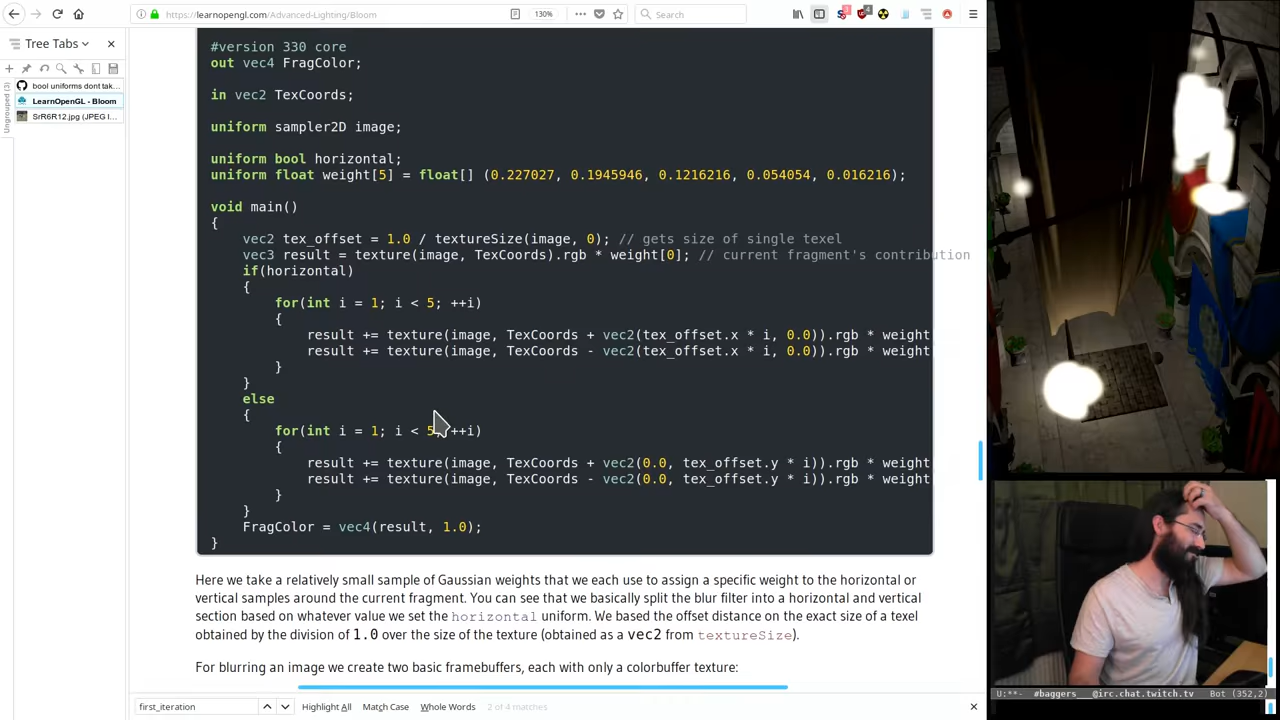 https://learnopengl.com/Advanced-Lighting/Bloom
130%
Search
Tree Tabs
Ungrouped (3)
bool uniforms dont tak...
LearnOpenGL - Bloom
SrR6R12.jpg (JPEG I...
#version 330 core
out vec4 FragColor;
in vec2 TexCoords;
uniform sampler2D image;
uniform bool horizontal;
uniform float weight[5] = float[] (0.227027, 0.1945946, 0.1216216, 0.054054, 0.016216);
void main()
{
vec2 tex_offset = 1.0 / textureSize(image, 0); // gets size of single texel
vec3 result = texture(image, TexCoords).rgb * weight[0]; // current fragment's contribution
if(horizontal)
{
for(int i = 1; i < 5; ++i)
{
result += texture(image, TexCoords + vec2(tex_offset.x * i, 0.0)).rgb * weight
result += texture(image, TexCoords - vec2(tex_offset.x * i, 0.0)).rgb * weight
}
}
else
{
for(int i = 1; i < 5; ++i)
{
result += texture(image, TexCoords + vec2(0.0, tex_offset.y * i)).rgb * weight
result += texture(image, TexCoords - vec2(0.0, tex_offset.y * i)).rgb * weight
}
}
FragColor = vec4(result, 1.0);
}
Here we take a relatively small sample of Gaussian weights that we each use to assign a specific weight to the horizontal or
vertical samples around the current fragment. You can see that we basically split the blur filter into a horizontal and vertical
section based on whatever value we set the horizontal uniform. We based the offset distance on the exact size of a texel
obtained by the division of 1.0 over the size of the texture (obtained as a vec2 from textureSize).
For blurring an image we create two basic framebuffers, each with only a colorbuffer texture:
first_iteration
Highlight All
Match Case
Whole Words
2 of 4 matches
U:**- #baggers__@irc.chat.twitch.tv Bot (352,2)